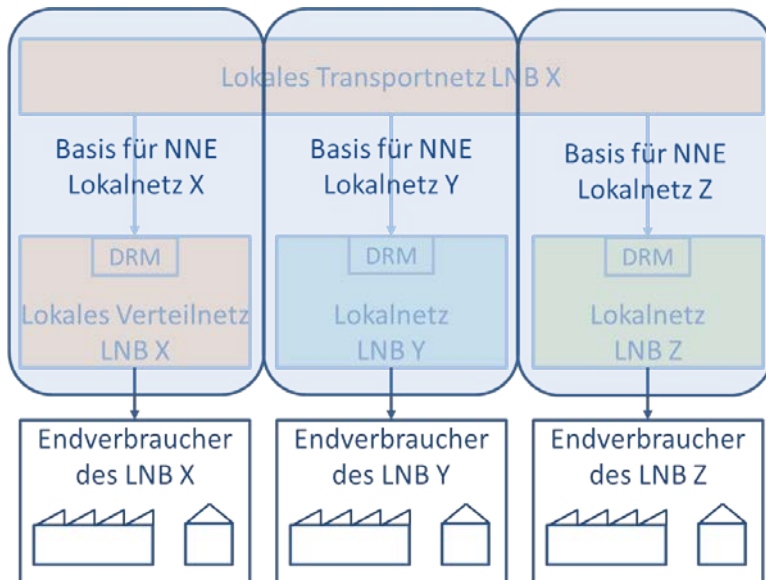 Lokales Transportnetz LNB X
Basis für NNE
Lokalnetz X
Basis für NNE
Lokalnetz Y
Basis für NNE
Lokalnetz Z
DRM
Lokales Verteilnetz
LNB X
DRM
Lokalnetz
LNB Y
DRM
Lokalnetz
LNB Z
Endverbraucher
des LNB X
Endverbraucher
des LNB Y
Endverbraucher
des LNB Z